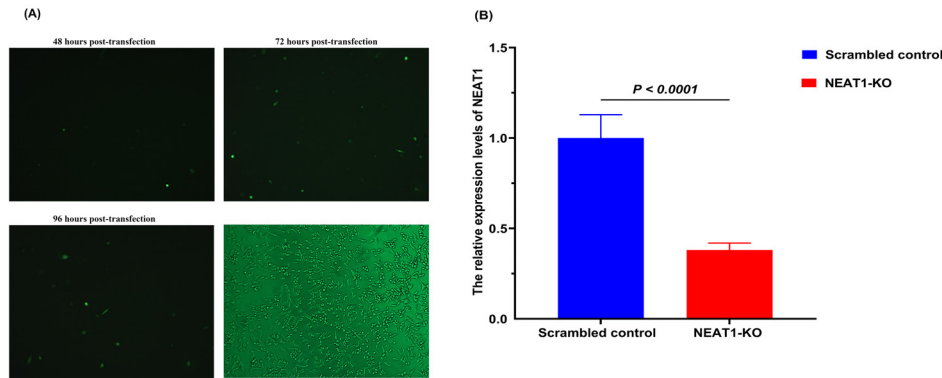 (A)
48 hours post-transfection
72 hours post-transfection
96 hours post-transfection
(B)
The relative expression levels of NEAT1
1.5
1.0
0.5
0.0
P < 0.0001
Scrambled control
NEAT1-KO
Scrambled control
NEAT1-KO